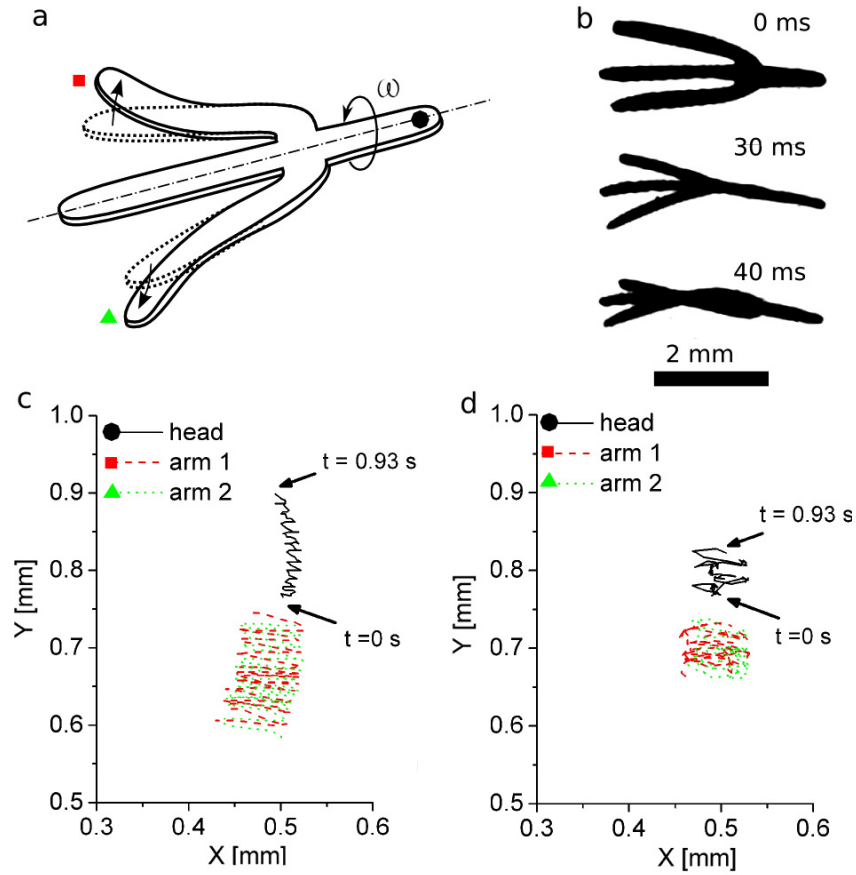 a
ω
b
0 ms
30 ms
40 ms
2 mm
c
head
arm 1
arm 2
t = 0.93 s
t =0 s
Y [mm]
1.0
0.9
0.8
0.7
0.6
0.5
0.3
0.4
0.5
0.6
X [mm]
d
head
arm 1
arm 2
t = 0.93 s
t =0 s
Y [mm]
1.0
0.9
0.8
0.7
0.6
0.5
0.3
0.4
0.5
0.6
X [mm]